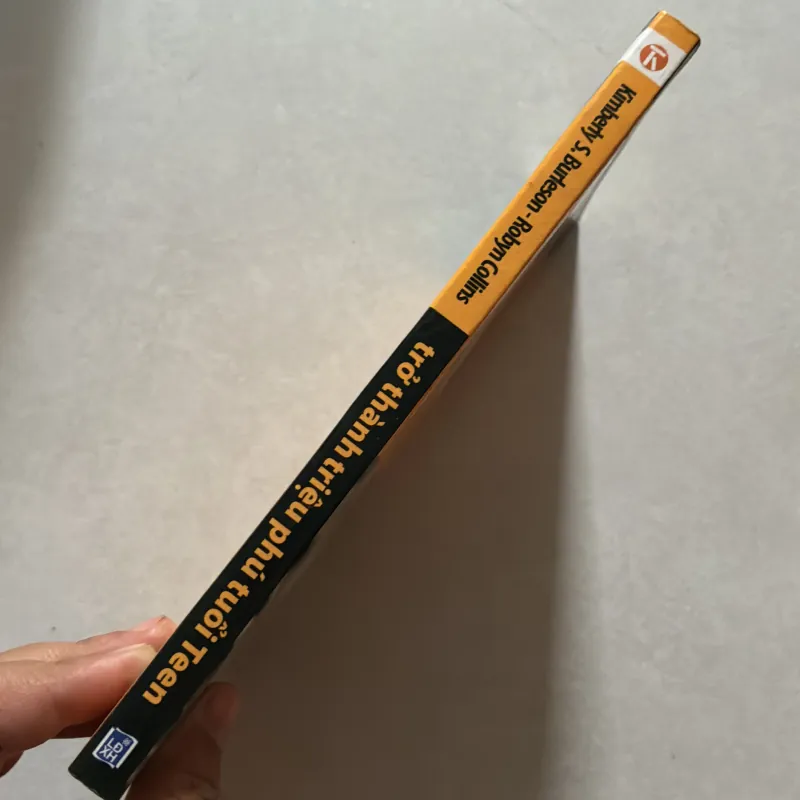 Kimberly S. Burleson - Robyn Collins
trở thành triệu phú tuổi Teen